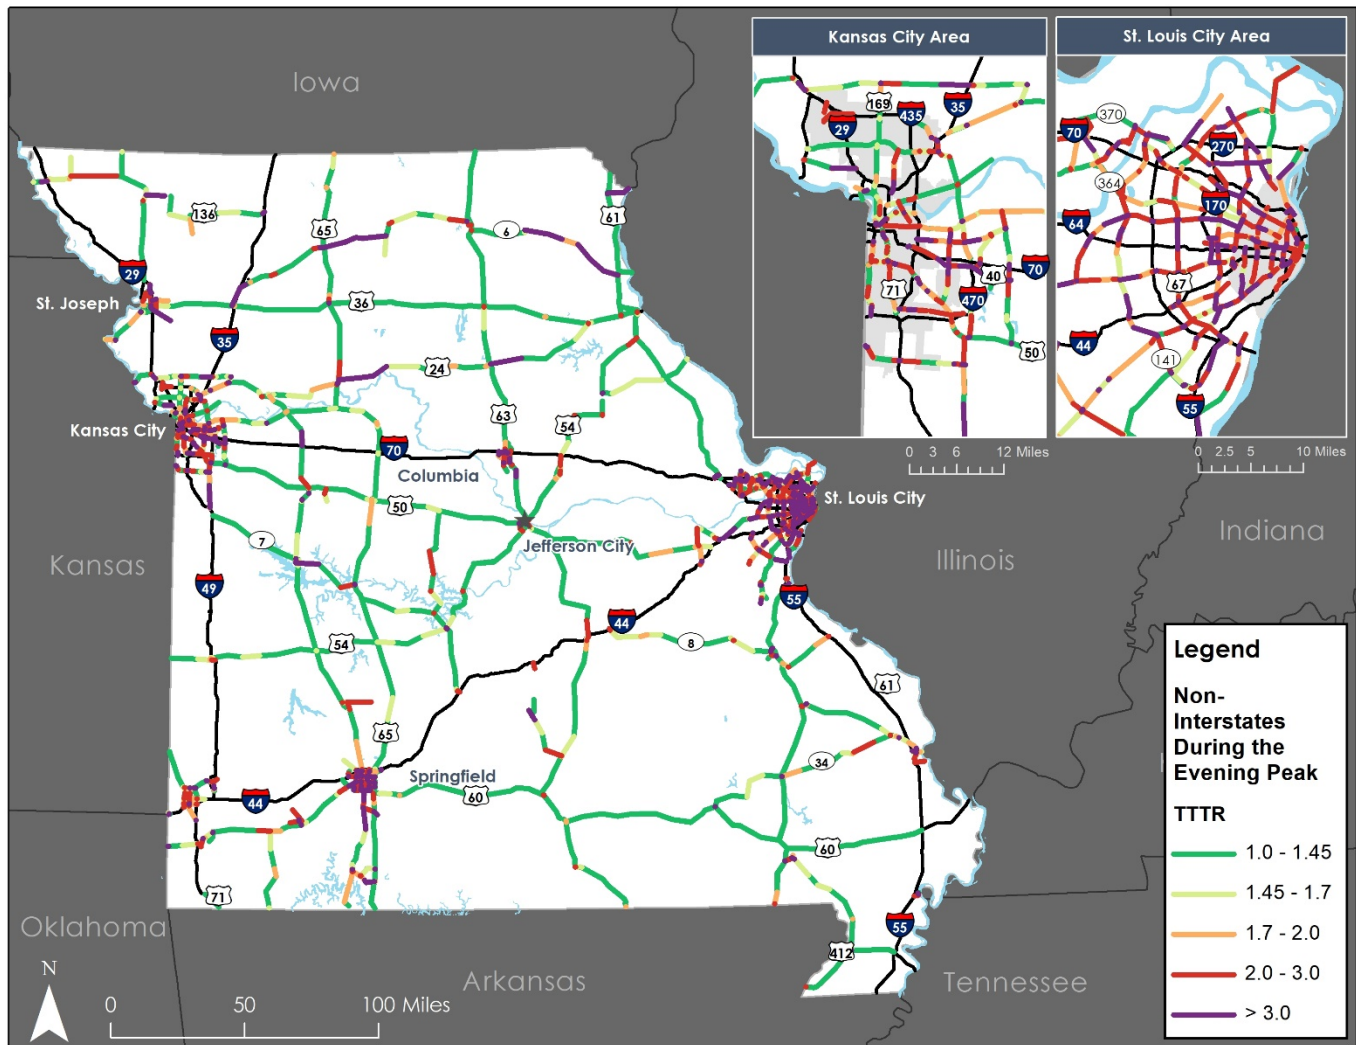 Kansas City Area
St. Louis City Area
Iowa
169
435
35
29
70
40
71
470
50
370
70
270
364
170
64
67
44
141
55
0 3 6 12 Miles
0 2.5 5 10 Miles
136
65
6
61
29
St. Joseph
36
35
24
63
54
Kansas City
70
Columbia
50
St. Louis City
Jefferson City
7
Kansas
Illinois
Indiana
49
55
44
54
8
61
65
34
Springfield
44
60
60
71
Oklahoma
55
412
Arkansas
Tennessee
N
0 50 100 Miles
Legend
Non-
Interstates
During the
Evening Peak
TTTR
1.0 - 1.45
1.45 - 1.7
1.7 - 2.0
2.0 - 3.0
> 3.0